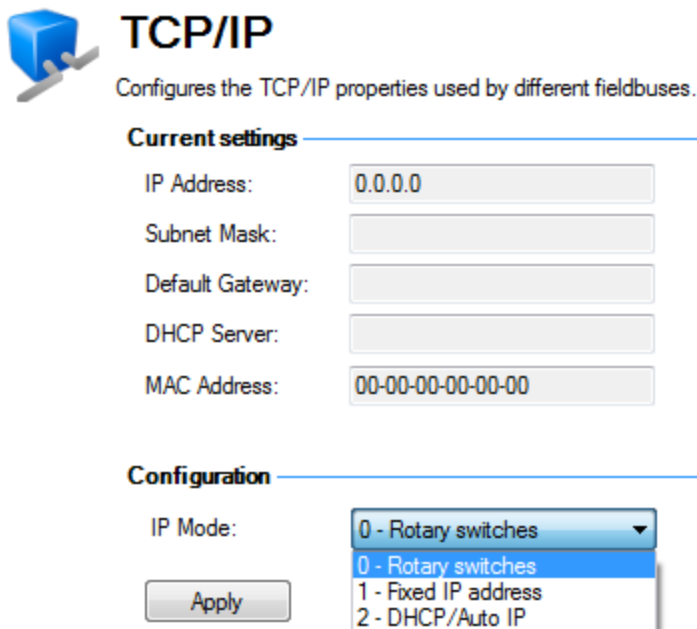 TCP/IP
Configures the TCP/IP properties used by different fieldbuses.
Current settings
IP Address: 0.0.0.0
Subnet Mask:
Default Gateway:
DHCP Server:
MAC Address: 00-00-00-00-00-00
Configuration
IP Mode: 0 - Rotary switches
0 - Rotary switches
1 - Fixed IP address
Apply
2 - DHCP/Auto IP